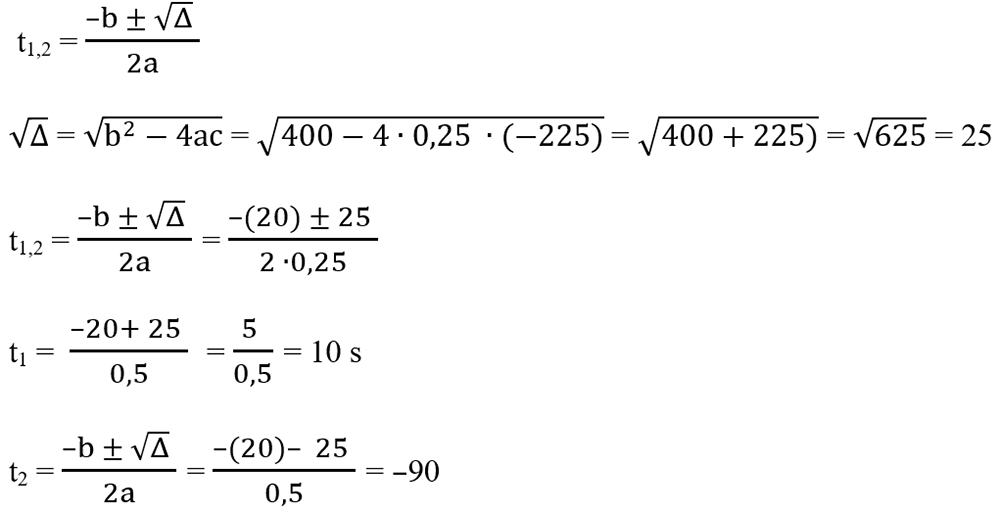 t₁,₂ = (–b ± √Δ) / 2a
√Δ = √(b² − 4ac) = √(400 − 4 · 0,25 · (−225)) = √(400 + 225)) = √625 = 25
t₁,₂ = (–b ± √Δ) / 2a = (–(20) ± 25) / (2 ·0,25)
t₁ = (–20+ 25) / 0,5 = 5 / 0,5 = 10 s
t₂ = (–b ± √Δ) / 2a = (–(20)– 25) / 0,5 = –90